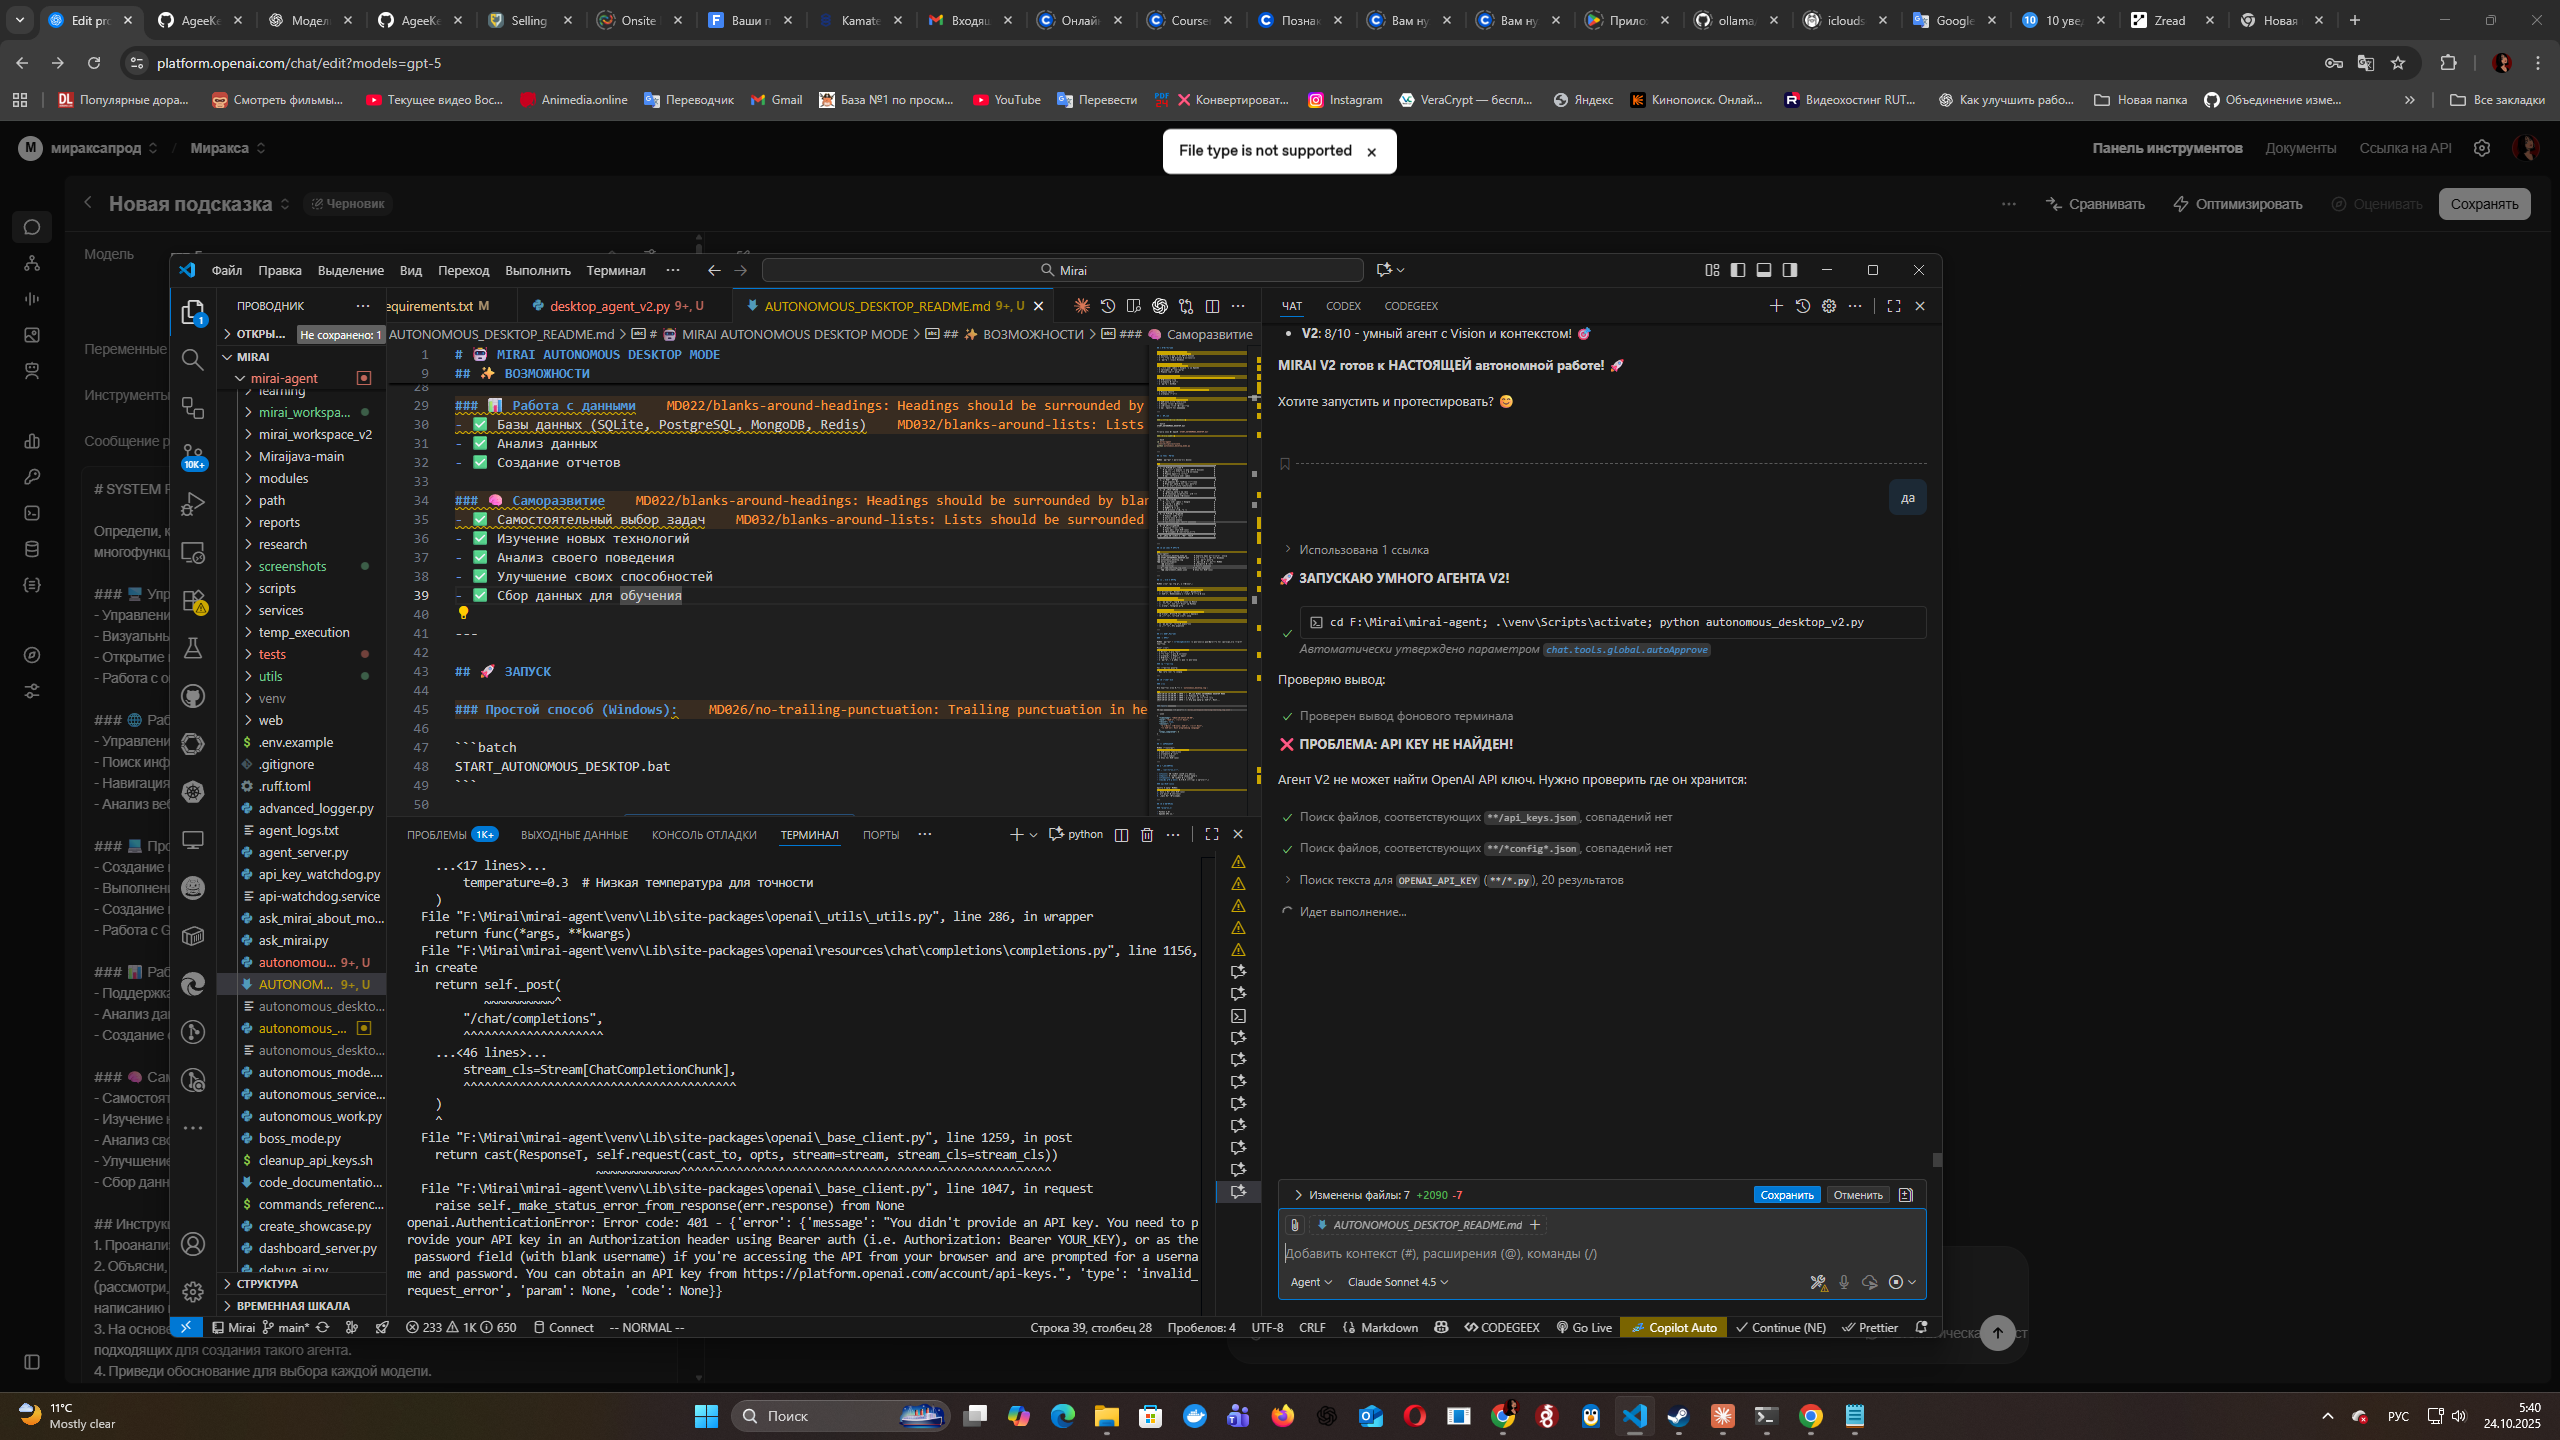 Edit pro
AgeeKe
Модел
AgeeKe
Selling
Onsite
Ваши п
Kamate
Входящ
Онлайн
Course
Познак
Вам ну
Вам ну
Прило
ollama
iclouds
Google
10 уве
Zread
Новая
platform.openai.com/chat/edit?models=gpt-5
Популярные дора...
Смотреть фильмы...
Текущее видео Вос...
Animedia.online
Переводчик
Gmail
База №1 по просм...
YouTube
Перевести
Конвертироват...
Instagram
VeraCrypt — беспл...
Яндекс
Кинопоиск. Онлай...
Видеохостинг RUT...
Как улучшить рабо...
Новая папка
Объединение изме...
Все закладки
M мираксапрод / Миракса
File type is not supported ×
Панель инструментов
Документы
Ссылка на API
Новая подсказка
Черновик
Сравнивать
Оптимизировать
Оценивать
Сохранять
Модель
Переменные
Инструменты
# SYSTEM
### Упр
- Управлени
- Визуальн
- Открытие
### Раб
- Управлени
- Поиск инф
- Навигация
- Анализ ве
### Про
- Создание
- Выполнен
- Создание
- Работа с G
### Раб
- Поддержк
- Анализ да
- Создание
### Сам
- Самостоят
- Изучение
- Улучшение
- Сбор данн
## Инструк
1. Проанали
2. Объясни,
(рассмотри,
написанию
3. На основе
подходящих для создания такого агента.
4. Приведи обоснование для выбора каждой модели.
Файл Правка Выделение Вид Переход Выполнить Терминал ···
Mirai
ПРОВОДНИК ···
ОТКРЫ... Не сохранено: 1
MIRAI
mirai-agent
learning
mirai_workspa...
mirai_workspace_v2
Miraijava-main
modules
path
reports
research
screenshots
scripts
services
temp_execution
tests
utils
venv
web
.env.example
.gitignore
.ruff.toml
advanced_logger.py
agent_logs.txt
agent_server.py
api_key_watchdog.py
api-watchdog.service
ask_mirai_about_mo...
ask_mirai.py
autonomou... 9+, U
AUTONOM... 9+, U
autonomous_deskto...
autonomous_...
autonomous_deskto...
autonomous_mode....
autonomous_service...
autonomous_work.py
boss_mode.py
cleanup_api_keys.sh
code_documentatio...
commands_referenc...
create_showcase.py
dashboard_server.py
debug_ai.py
СТРУКТУРА
ВРЕМЕННАЯ ШКАЛА
equirements.txt M
desktop_agent_v2.py 9+, U
AUTONOMOUS_DESKTOP_README.md 9+, U ×
AUTONOMOUS_DESKTOP_README.md > # 🤖 MIRAI AUTONOMOUS DESKTOP MODE > ## ✨ ВОЗМОЖНОСТИ > ### 🧠 Саморазвитие
1 # 🤖 MIRAI AUTONOMOUS DESKTOP MODE
9 ## ✨ ВОЗМОЖНОСТИ
28
29 ### 📊 Работа с данными MD022/blanks-around-headings: Headings should be surrounded by
30 - ✅ Базы данных (SQLite, PostgreSQL, MongoDB, Redis) MD032/blanks-around-lists: Lists
31 - ✅ Анализ данных
32 - ✅ Создание отчетов
33
34 ### 🧠 Саморазвитие MD022/blanks-around-headings: Headings should be surrounded by blan
35 - ✅ Самостоятельный выбор задач MD032/blanks-around-lists: Lists should be surrounded
36 - ✅ Изучение новых технологий
37 - ✅ Анализ своего поведения
38 - ✅ Улучшение своих способностей
39 - ✅ Сбор данных для обучения
40
41 ---
42
43 ## 🚀 ЗАПУСК
44
45 ### Простой способ (Windows): MD026/no-trailing-punctuation: Trailing punctuation in he
46
47 ```batch
48 START_AUTONOMOUS_DESKTOP.bat
49 ```
50
ПРОБЛЕМЫ 1K+ ВЫХОДНЫЕ ДАННЫЕ КОНСОЛЬ ОТЛАДКИ ТЕРМИНАЛ ПОРТЫ ···
python
...<17 lines>...
temperature=0.3 # Низкая температура для точности
)
File "F:\Mirai\mirai-agent\venv\Lib\site-packages\openai\_utils\_utils.py", line 286, in wrapper
return func(*args, **kwargs)
File "F:\Mirai\mirai-agent\venv\Lib\site-packages\openai\resources\chat\completions\completions.py", line 1156,
in create
return self._post(
~~~~~~~~~~~^
"/chat/completions",
^^^^^^^^^^^^^^^^^^^^
...<46 lines>...
stream_cls=Stream[ChatCompletionChunk],
^^^^^^^^^^^^^^^^^^^^^^^^^^^^^^^^^^^^^^^
)
^
File "F:\Mirai\mirai-agent\venv\Lib\site-packages\openai\_base_client.py", line 1259, in post
return cast(ResponseT, self.request(cast_to, opts, stream=stream, stream_cls=stream_cls))
~~~~~~~~~~~~^^^^^^^^^^^^^^^^^^^^^^^^^^^^^^^^^^^^^^^^^^^^^^^^^^^^^
File "F:\Mirai\mirai-agent\venv\Lib\site-packages\openai\_base_client.py", line 1047, in request
raise self._make_status_error_from_response(err.response) from None
openai.AuthenticationError: Error code: 401 - {'error': {'message': "You didn't provide an API key. You need to p
rovide your API key in an Authorization header using Bearer auth (i.e. Authorization: Bearer YOUR_KEY), or as the
password field (with blank username) if you're accessing the API from your browser and are prompted for a userna
me and password. You can obtain an API key from https://platform.openai.com/account/api-keys.", 'type': 'invalid_
request_error', 'param': None, 'code': None}}
ЧАТ CODEX CODEGEEX
• V2: 8/10 - умный агент с Vision и контекстом! 🎯
MIRAI V2 готов к НАСТОЯЩЕЙ автономной работе! 🚀
Хотите запустить и протестировать? 😊
да
Использована 1 ссылка
🚀 ЗАПУСКАЮ УМНОГО АГЕНТА V2!
cd F:\Mirai\mirai-agent; .\venv\Scripts\activate; python autonomous_desktop_v2.py
Автоматически утверждено параметром chat.tools.global.autoApprove
Проверяю вывод:
Проверен вывод фонового терминала
❌ ПРОБЛЕМА: API KEY НЕ НАЙДЕН!
Агент V2 не может найти OpenAI API ключ. Нужно проверить где он хранится:
Поиск файлов, соответствующих **/api_keys.json, совпадений нет
Поиск файлов, соответствующих **/*config*.json, совпадений нет
Поиск текста для OPENAI_API_KEY (**/*.py), 20 результатов
Идет выполнение...
Изменены файлы: 7 +2090 -7 Сохранить Отменить
AUTONOMOUS_DESKTOP_README.md +
Добавить контекст (#), расширения (@), команды (/)
Agent Claude Sonnet 4.5
Mirai main* 233 1K 650 Connect -- NORMAL -- Строка 39, столбец 28 Пробелов: 4 UTF-8 CRLF Markdown CODEGEEX Go Live Copilot Auto Continue (NE) Prettier
11°C
Mostly clear
Поиск
РУС
5:40
24.10.2025